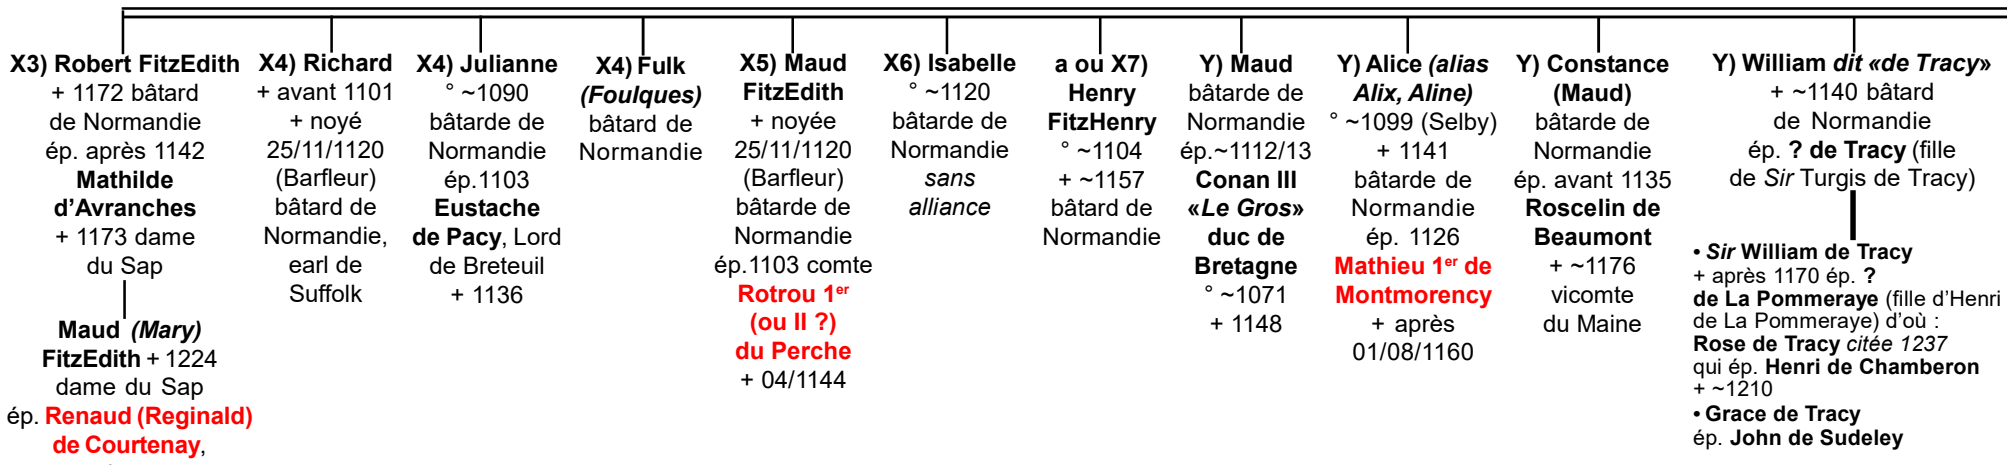 X3) Robert FitzEdith
+ 1172 bâtard
de Normandie
ép. après 1142
Mathilde
d’Avranches
+ 1173 dame
du Sap
Maud (Mary)
FitzEdith + 1224
dame du Sap
ép. Renaud (Reginald)
de Courtenay,
X4) Richard
+ avant 1101
+ noyé
25/11/1120
(Barfleur)
bâtard de
Normandie,
earl de
Suffolk
X4) Julianne
° ~1090
bâtarde de
Normandie
ép.1103
Eustache
de Pacy, Lord
de Breteuil
+ 1136
X4) Fulk
(Foulques)
bâtard de
Normandie
X5) Maud
FitzEdith
+ noyée
25/11/1120
(Barfleur)
bâtarde de
Normandie
ép.1103 comte
Rotrou 1er
(ou II ?)
du Perche
+ 04/1144
X6) Isabelle
° ~1120
bâtarde de
Normandie
sans
alliance
a ou X7)
Henry
FitzHenry
° ~1104
+ ~1157
bâtard de
Normandie
Y) Maud
bâtarde de
Normandie
ép.~1112/13
Conan III
«Le Gros»
duc de
Bretagne
° ~1071
+ 1148
Y) Alice (alias
Alix, Aline)
° ~1099 (Selby)
+ 1141
bâtarde de
Normandie
ép. 1126
Mathieu 1er de
Montmorency
+ après
01/08/1160
Y) Constance
(Maud)
bâtarde de
Normandie
ép. avant 1135
Roscelin de
Beaumont
+ ~1176
vicomte
du Maine
Y) William dit «de Tracy»
+ ~1140 bâtard
de Normandie
ép. ? de Tracy (fille
de Sir Turgis de Tracy)
• Sir William de Tracy
+ après 1170 ép. ?
de La Pommeraye (fille d’Henri
de La Pommeraye) d’où :
Rose de Tracy citée 1237
qui ép. Henri de Chamberon
+ ~1210
• Grace de Tracy
ép. John de Sudeley